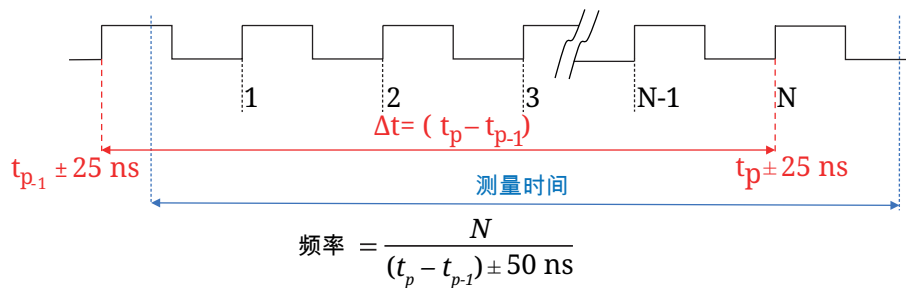 1 2 3 N-1 N
Δt= ( tp – tp-1)
tp-1 ± 25 ns tp ± 25 ns
测量时间
频率 = N / (tp – tp-1) ± 50 ns